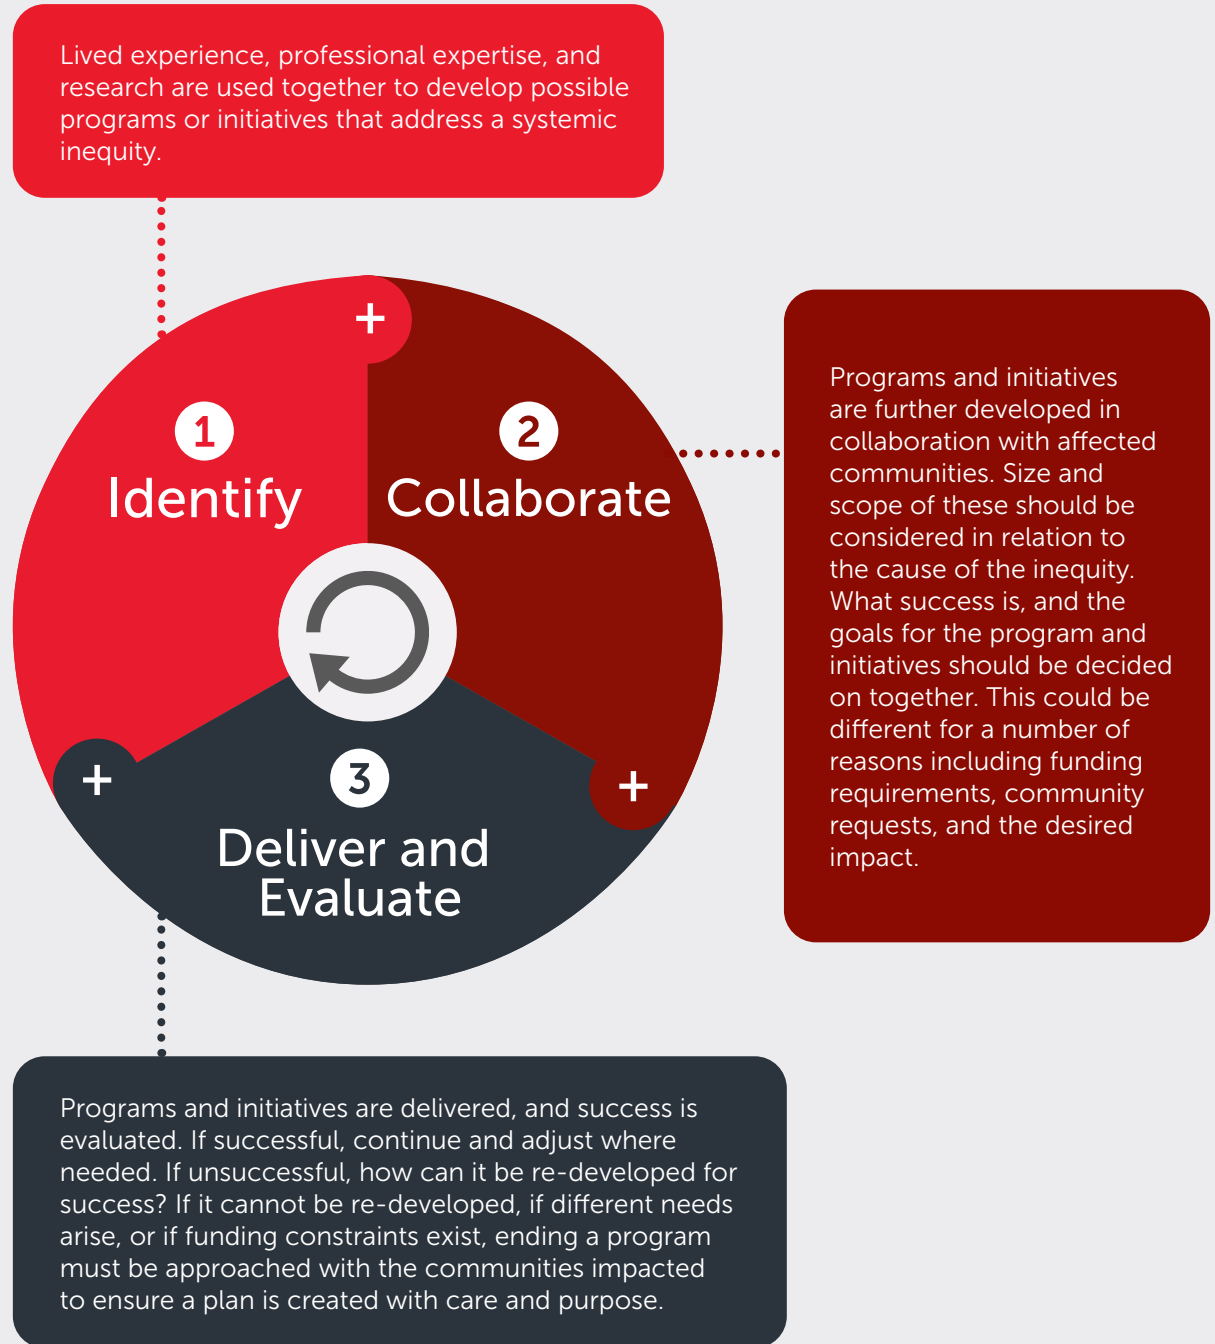 Lived experience, professional expertise, and
research are used together to develop possible
programs or initiatives that address a systemic
inequity.
+
1
Identify
2
Collaborate
Programs and initiatives
are further developed in
collaboration with affected
communities. Size and
scope of these should be
considered in relation to
the cause of the inequity.
What success is, and the
goals for the program and
initiatives should be decided
on together. This could be
different for a number of
reasons including funding
requirements, community
requests, and the desired
impact.
+
+
3
Deliver and
Evaluate
Programs and initiatives are delivered, and success is
evaluated. If successful, continue and adjust where
needed. If unsuccessful, how can it be re-developed for
success? If it cannot be re-developed, if different needs
arise, or if funding constraints exist, ending a program
must be approached with the communities impacted
to ensure a plan is created with care and purpose.